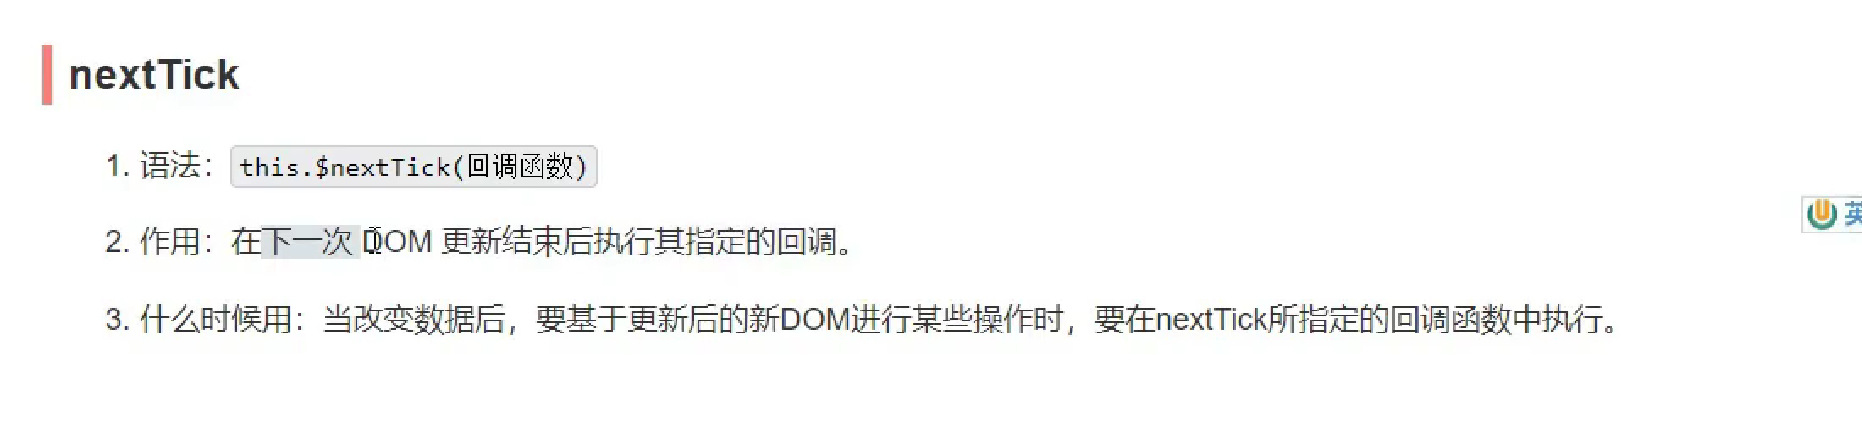 nextTick
1. 语法：this.$nextTick(回调函数)
2. 作用：在下一次 DOM 更新结束后执行其指定的回调。
英
3. 什么时候用：当改变数据后，要基于更新后的新DOM进行某些操作时，要在nextTick所指定的回调函数中执行。